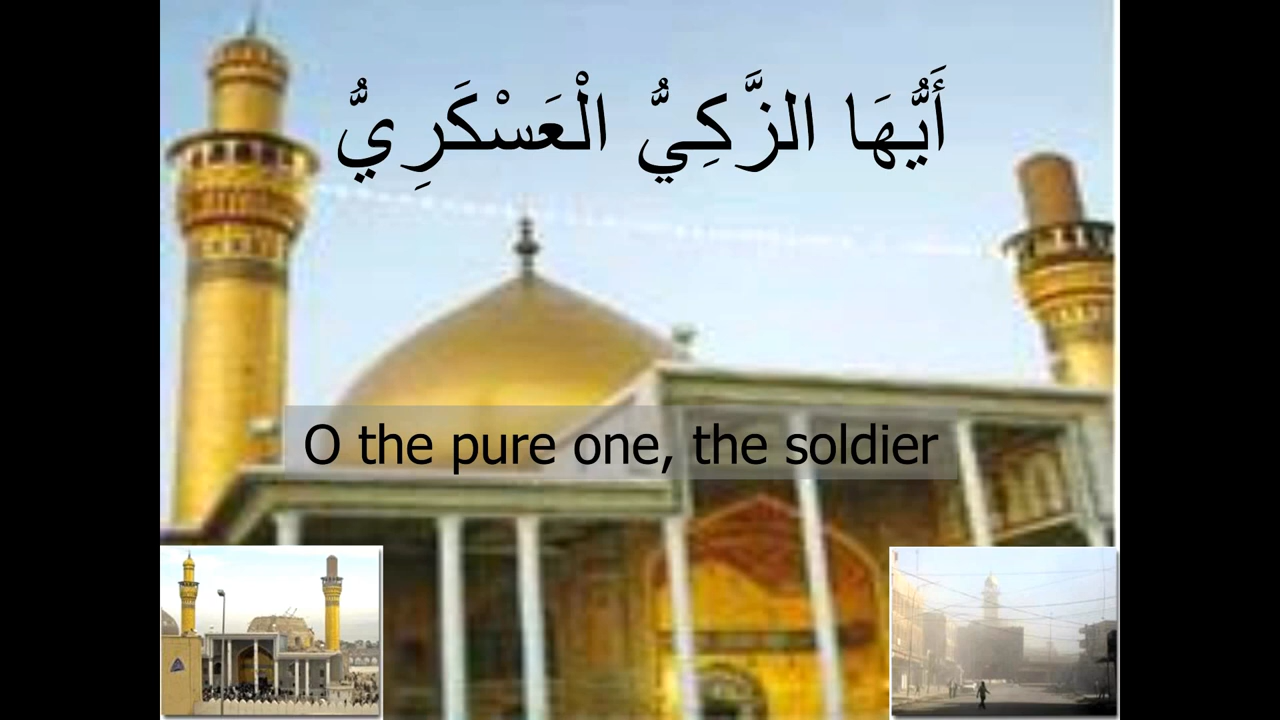 أَيُّهَا الزَّكِيُّ الْعَسْكَرِيُّ
O the pure one, the soldier